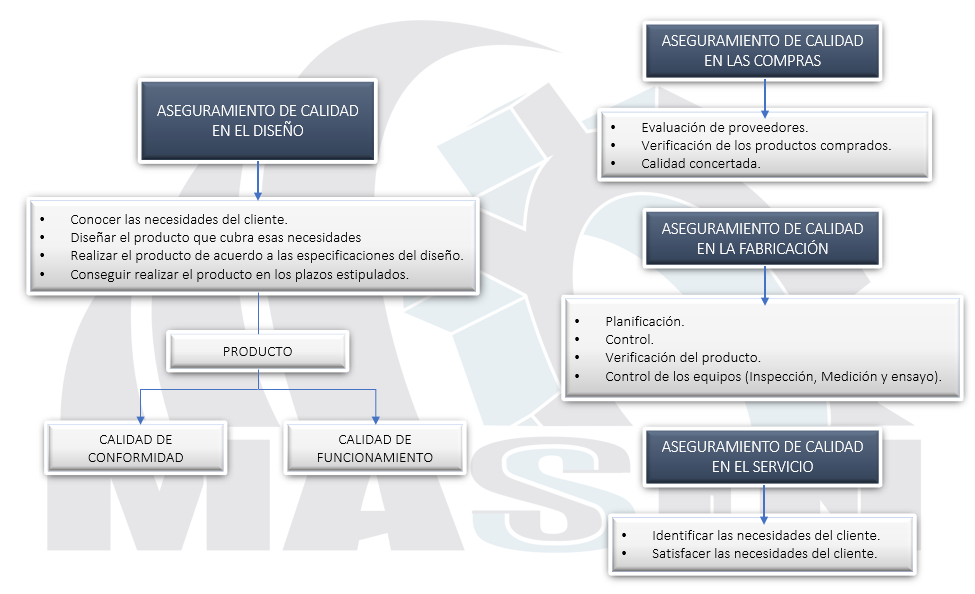 ASEGURAMIENTO DE CALIDAD
EN EL DISEÑO
• Conocer las necesidades del cliente.
• Diseñar el producto que cubra esas necesidades
• Realizar el producto de acuerdo a las especificaciones del diseño.
• Conseguir realizar el producto en los plazos estipulados.
PRODUCTO
CALIDAD DE
CONFORMIDAD
CALIDAD DE
FUNCIONAMIENTO
ASEGURAMIENTO DE CALIDAD
EN LAS COMPRAS
• Evaluación de proveedores.
• Verificación de los productos comprados.
• Calidad concertada.
ASEGURAMIENTO DE CALIDAD
EN LA FABRICACIÓN
• Planificación.
• Control.
• Verificación del producto.
• Control de los equipos (Inspección, Medición y ensayo).
ASEGURAMIENTO DE CALIDAD
EN EL SERVICIO
• Identificar las necesidades del cliente.
• Satisfacer las necesidades del cliente.
MASIN